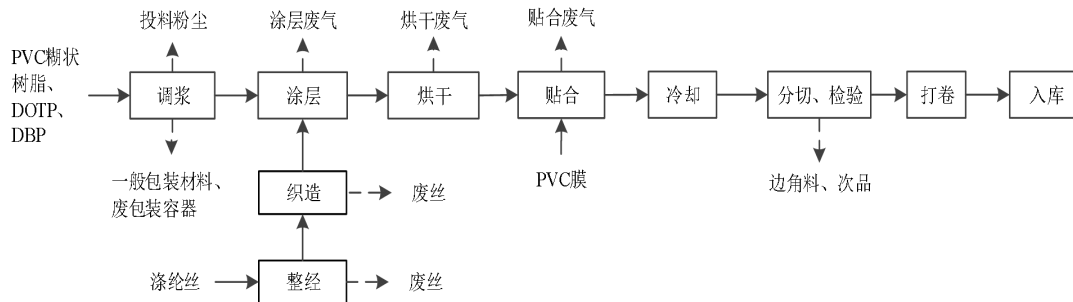 投料粉尘
涂层废气
烘干废气
贴合废气
PVC糊状
树脂、
DOTP、
DBP
调浆
涂层
烘干
贴合
冷却
分切、检验
打卷
入库
一般包装材料、
废包装容器
织造
废丝
PVC膜
边角料、次品
涤纶丝
整经
废丝